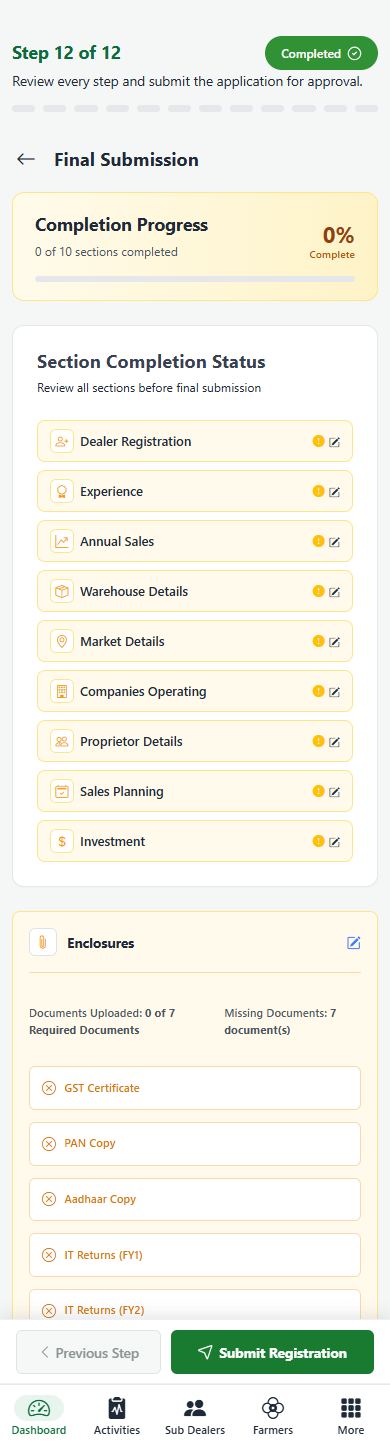 Step 12 of 12
Completed
Review every step and submit the application for approval.
Final Submission
Completion Progress
0 of 10 sections completed
0%
Complete
Section Completion Status
Review all sections before final submission
Dealer Registration
Experience
Annual Sales
Warehouse Details
Market Details
Companies Operating
Proprietor Details
Sales Planning
$ Investment
Enclosures
Documents Uploaded: 0 of 7
Required Documents
Missing Documents: 7
document(s)
GST Certificate
PAN Copy
Aadhaar Copy
IT Returns (FY1)
IT Returns (FY2)
Previous Step
Submit Registration
Dashboard
Activities
Sub Dealers
Farmers
More